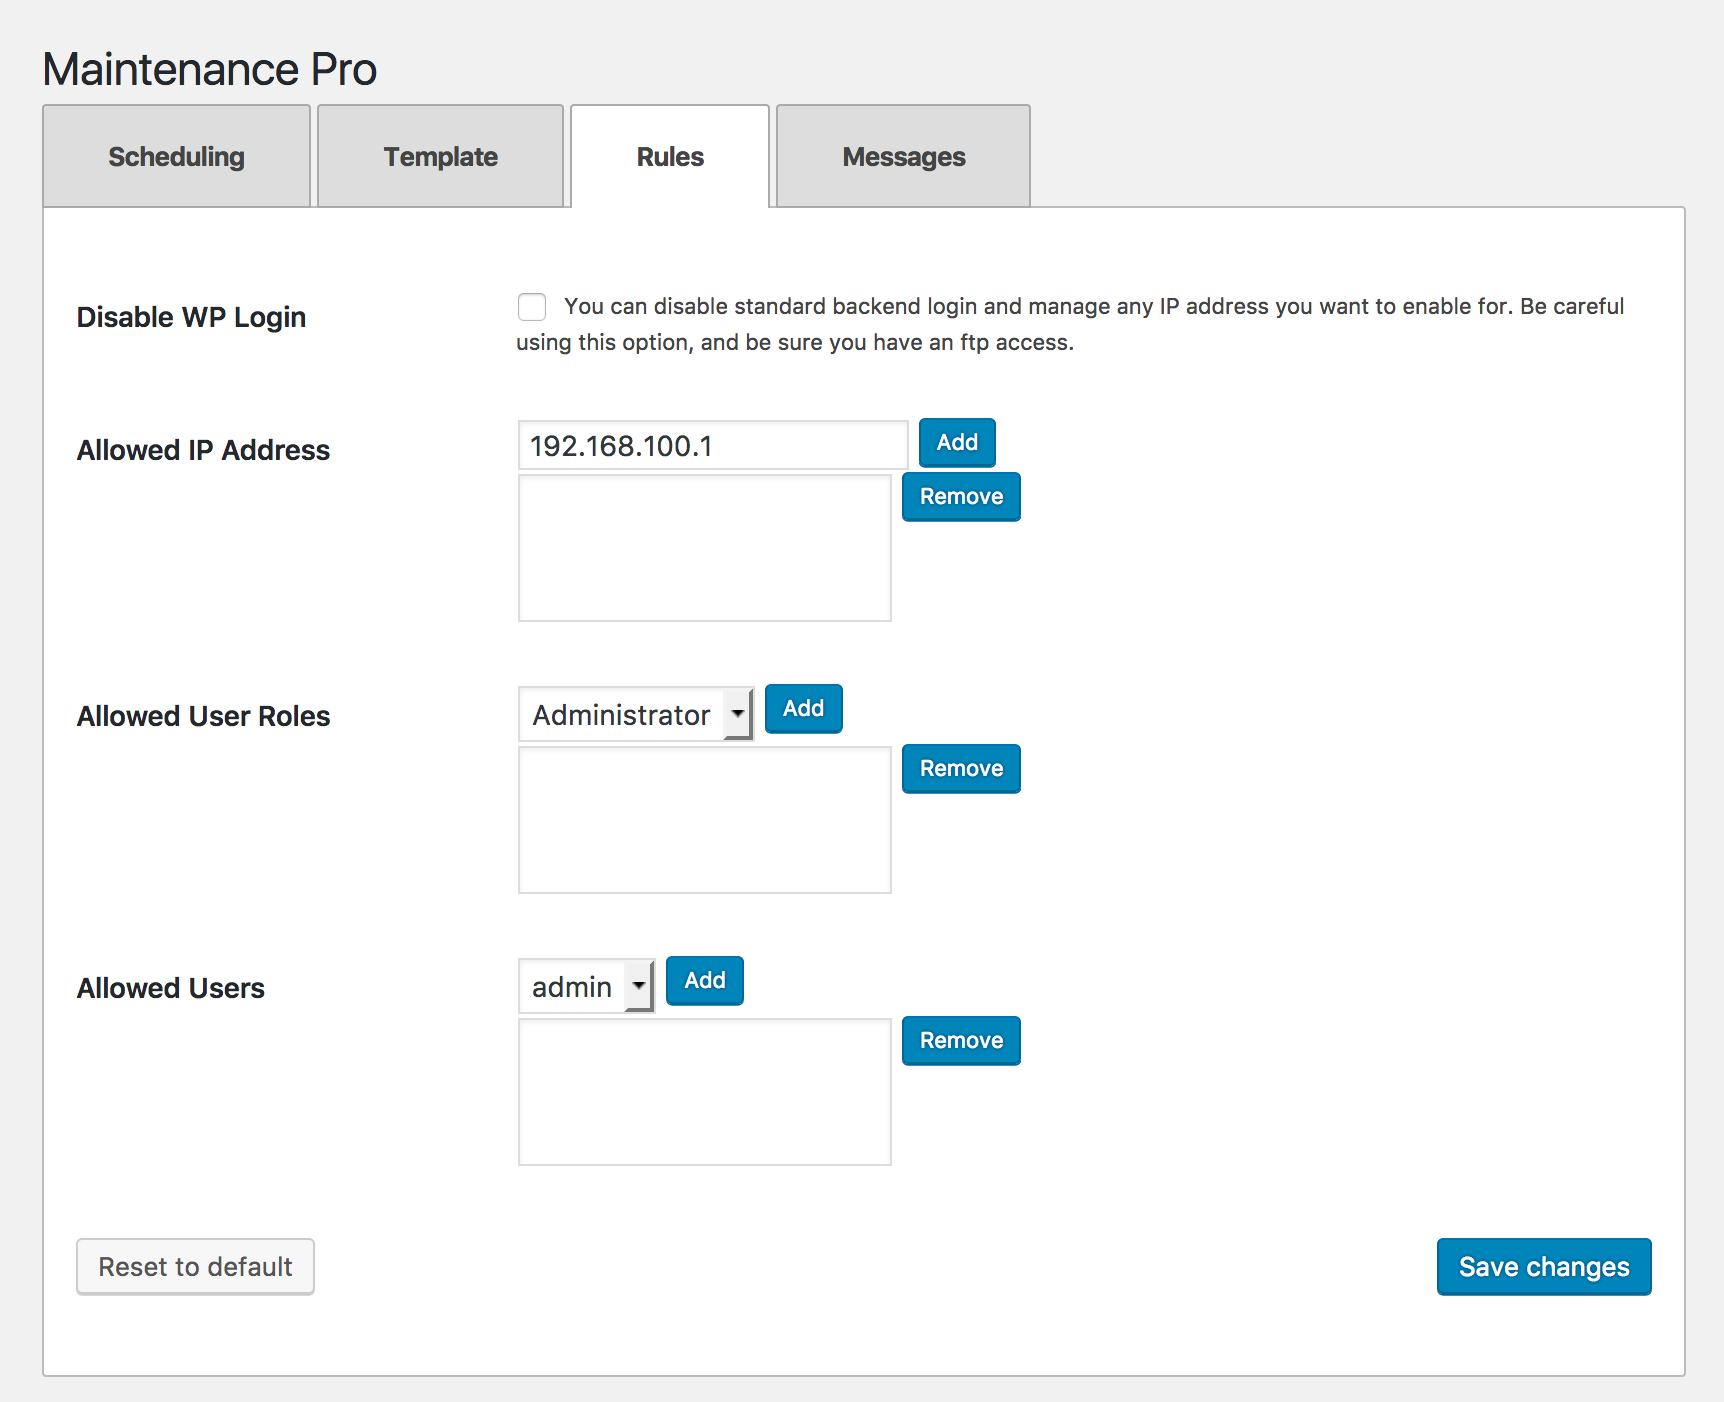 Maintenance Pro
Scheduling
Template
Rules
Messages
Disable WP Login
You can disable standard backend login and manage any IP address you want to enable for. Be careful
using this option, and be sure you have an ftp access.
Allowed IP Address
192.168.100.1
Add
Remove
Allowed User Roles
Administrator
Add
Remove
Allowed Users
admin
Add
Remove
Reset to default
Save changes